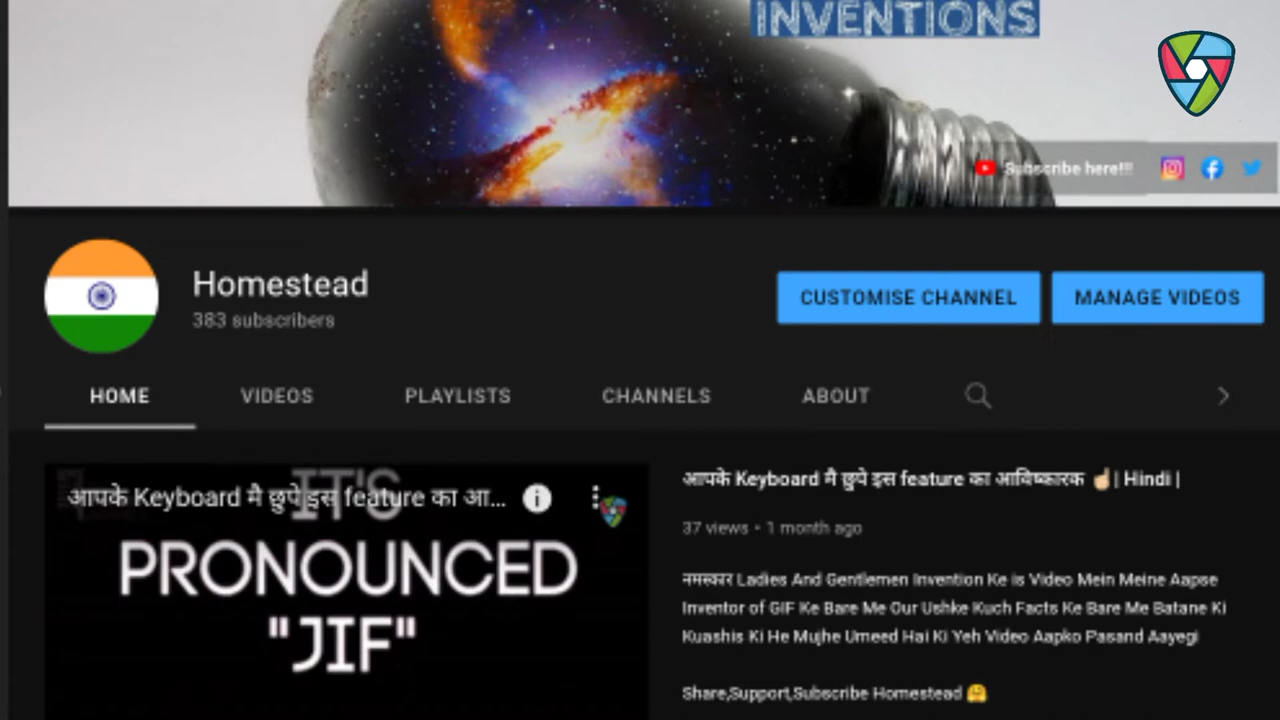 INVENTIONS
Subscribe here!!!
Homestead
383 subscribers
CUSTOMISE CHANNEL
MANAGE VIDEOS
HOME
VIDEOS
PLAYLISTS
CHANNELS
ABOUT
आपके Keyboard मै छुपे इस feature का आ...
IT'S
PRONOUNCED
"JIF"
आपके Keyboard मै छुपे इस feature का आविष्कारक ☝🏼| Hindi |
37 views • 1 month ago
नमस्कार Ladies And Gentlemen Invention Ke is Video Mein Meine Aapse
Inventor of GIF Ke Bare Me Our Ushke Kuch Facts Ke Bare Me Batane Ki
Kuashis Ki He Mujhe Umeed Hai Ki Yeh Video Aapko Pasand Aayegi
Share,Support,Subscribe Homestead 🤗